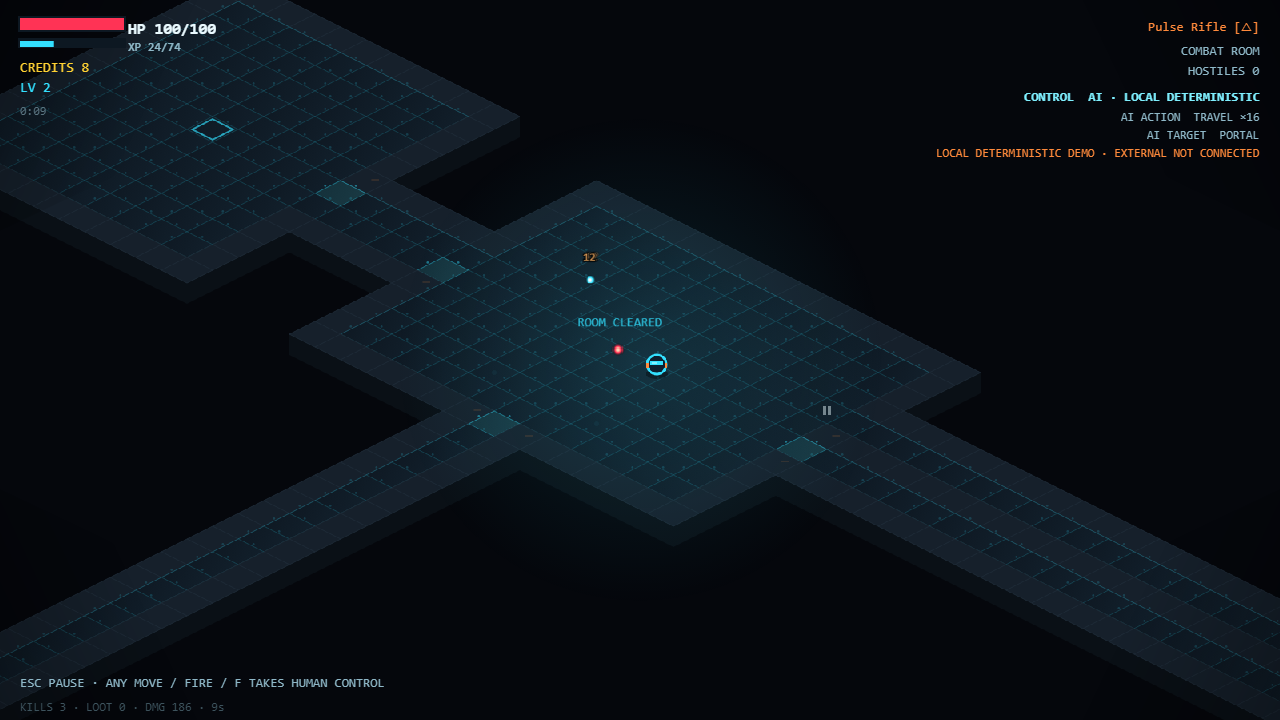 HP 100/100
XP 24/74
CREDITS 8
LV 2
0:09
Pulse Rifle [△]
COMBAT ROOM
HOSTILES 0
CONTROL AI · LOCAL DETERMINISTIC
AI ACTION TRAVEL ×16
AI TARGET PORTAL
LOCAL DETERMINISTIC DEMO · EXTERNAL NOT CONNECTED
12
ROOM CLEARED
ESC PAUSE · ANY MOVE / FIRE / F TAKES HUMAN CONTROL
KILLS 3 · LOOT 0 · DMG 186 · 9s